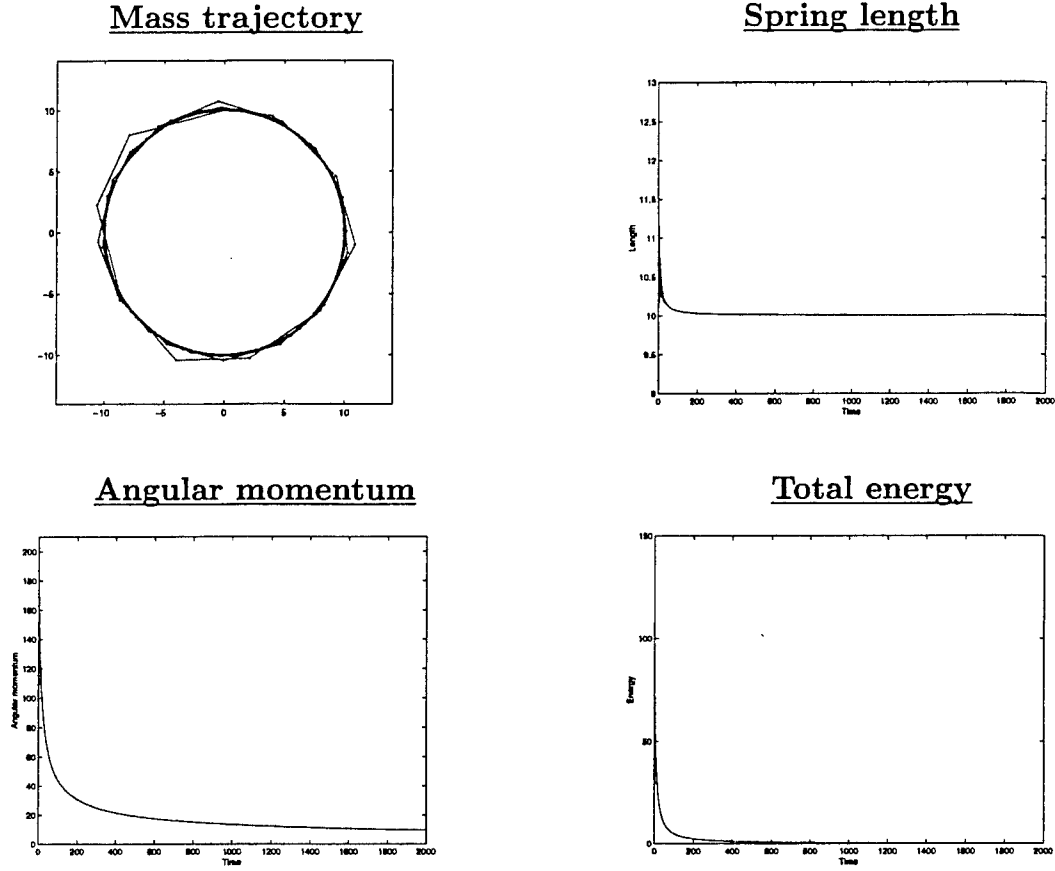 Mass trajectory
10
5
0
−5
−10
−10 −5 0 5 10
Spring length
13
12.5
12
11.5
11
10.5
10
9.5
9
Length
0 200 400 600 800 1000 1200 1400 1600 1800 2000
Time
Angular momentum
200
180
160
140
120
100
80
60
40
20
0
Angular momentum
0 200 400 600 800 1000 1200 1400 1600 1800 2000
Time
Total energy
150
100
50
0
Energy
0 200 400 600 800 1000 1200 1400 1600 1800 2000
Time